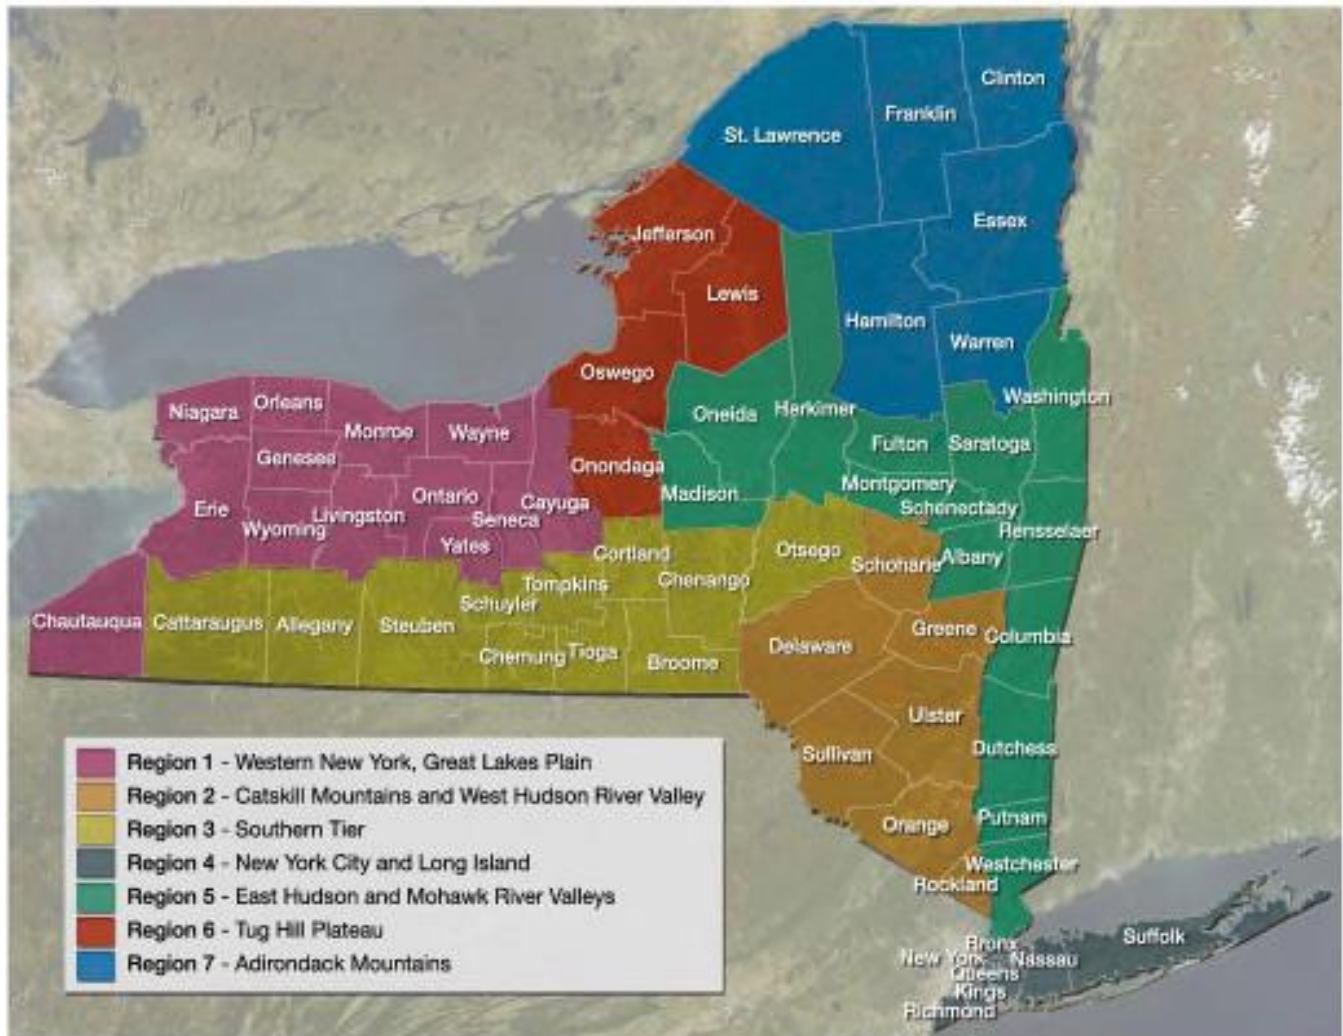 Clinton
Franklin
St. Lawrence
Essex
Jefferson
Lewis
Hamilton
Warren
Oswego
Washington
Niagara
Orleans
Oneida
Herkimer
Monroe
Wayne
Fulton
Saratoga
Genesee
Onondaga
Montgomery
Madison
Ontario
Cayuga
Erie
Livingston
Schenectady
Seneca
Wyoming
Rensselaer
Yates
Cortland
Otsego
Albany
Schoharie
Tompkins
Chenango
Schuyler
Chautauqua
Cattaraugus
Allegany
Steuben
Greene
Columbia
Delaware
Chemung
Tioga
Broome
Ulster
Dutchess
Sullivan
Putnam
Orange
Westchester
Rockland
Suffolk
Bronx
New York
Nassau
Queens
Kings
Richmond
Region 1 - Western New York, Great Lakes Plain
Region 2 - Catskill Mountains and West Hudson River Valley
Region 3 - Southern Tier
Region 4 - New York City and Long Island
Region 5 - East Hudson and Mohawk River Valleys
Region 6 - Tug Hill Plateau
Region 7 - Adirondack Mountains